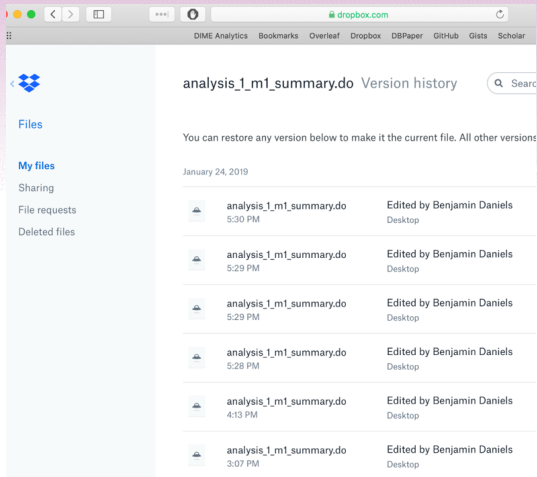 dropbox.com
DIME Analytics Bookmarks Overleaf Dropbox DBPaper GitHub Gists Scholar
analysis_1_m1_summary.do Version history
Searc
Files
You can restore any version below to make it the current file. All other versions
My files
January 24, 2019
Sharing
analysis_1_m1_summary.do Edited by Benjamin Daniels
5:30 PM Desktop
File requests
Deleted files
analysis_1_m1_summary.do Edited by Benjamin Daniels
5:29 PM Desktop
analysis_1_m1_summary.do Edited by Benjamin Daniels
5:29 PM Desktop
analysis_1_m1_summary.do Edited by Benjamin Daniels
5:28 PM Desktop
analysis_1_m1_summary.do Edited by Benjamin Daniels
4:13 PM Desktop
analysis_1_m1_summary.do Edited by Benjamin Daniels
3:07 PM Desktop